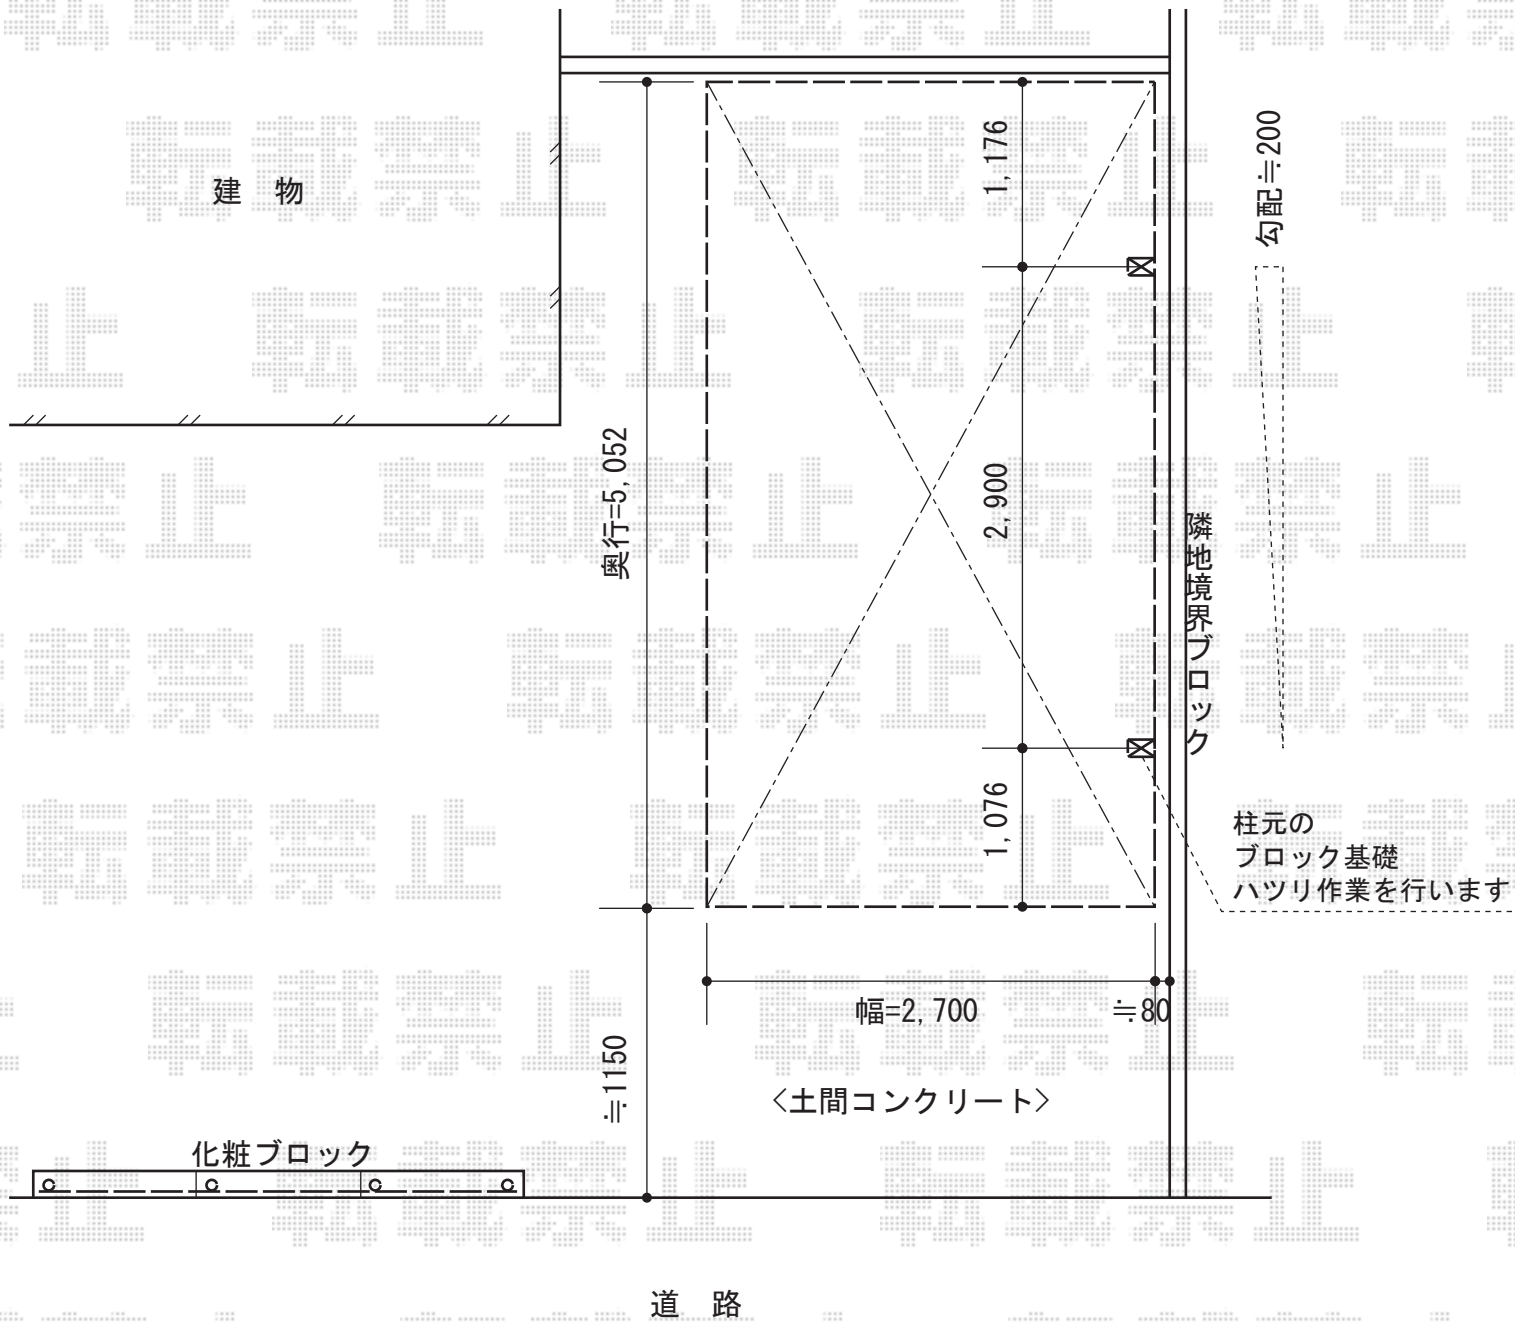 建 物
1,176
勾配≒200
奥行=5,052
2,900
隣地境界ブロック
1,076
柱元の
ブロック基礎
ハツリ作業を行います
幅=2,700
≒80
≒1150
<土間コンクリート>
化粧ブロック
道 路
転載禁止